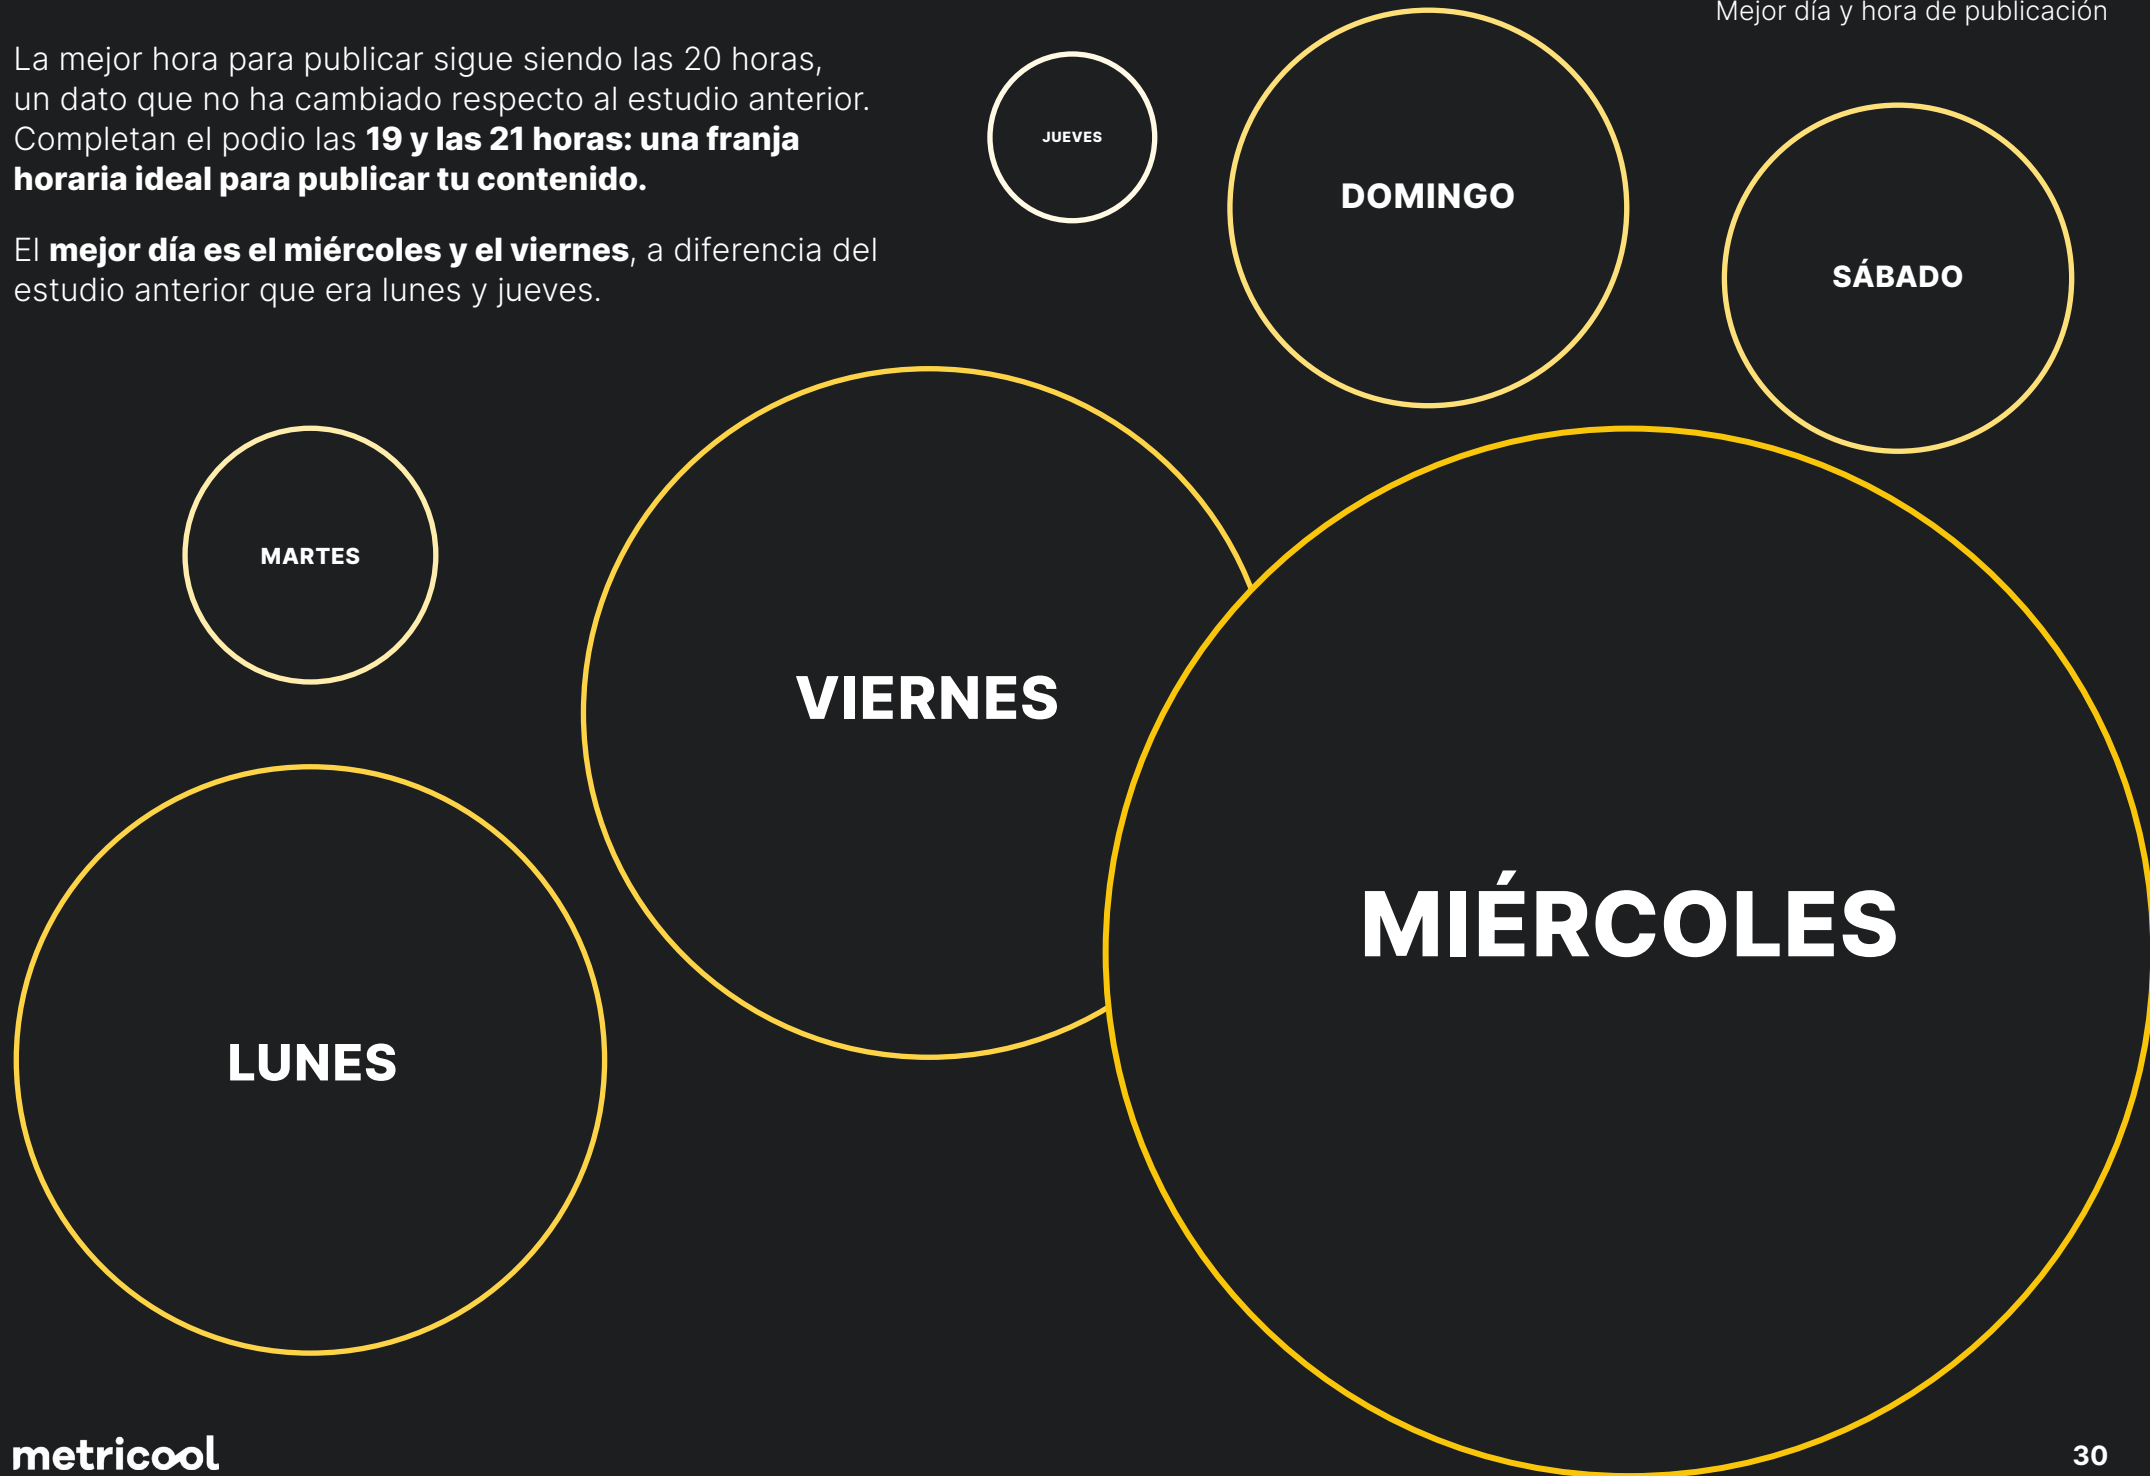 Mejor día y hora de publicación
La mejor hora para publicar sigue siendo las 20 horas,
un dato que no ha cambiado respecto al estudio anterior.
Completan el podio las 19 y las 21 horas: una franja
horaria ideal para publicar tu contenido.
El mejor día es el miércoles y el viernes, a diferencia del
estudio anterior que era lunes y jueves.
JUEVES
DOMINGO
SÁBADO
MARTES
VIERNES
MIÉRCOLES
LUNES
metricool
30